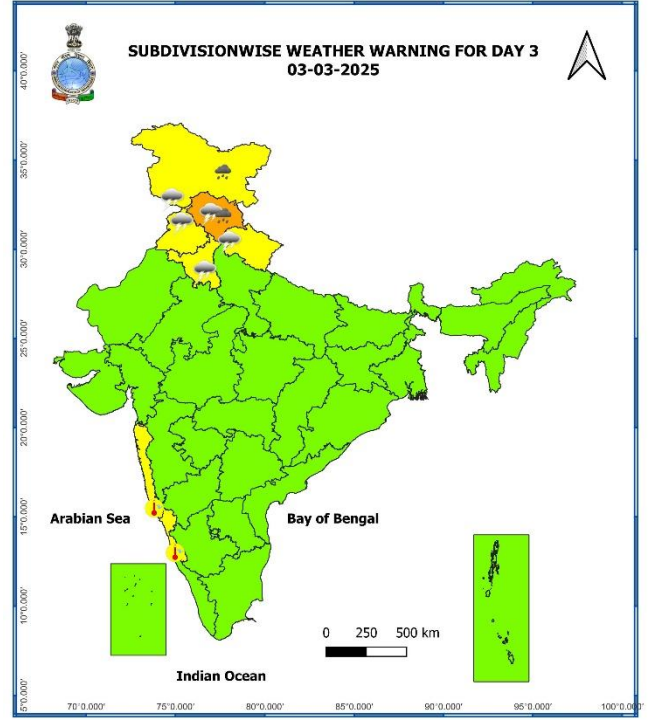 SUBDIVISIONWISE WEATHER WARNING FOR DAY 3
03-03-2025
40°0.000'
35°0.000'
30°0.000'
25°0.000'
20°0.000'
15°0.000'
10°0.000'
5°0.000'
Arabian Sea
Bay of Bengal
0 250 500 km
Indian Ocean
70°0.000' 75°0.000' 80°0.000' 85°0.000' 90°0.000' 95°0.000' 100°0.000'